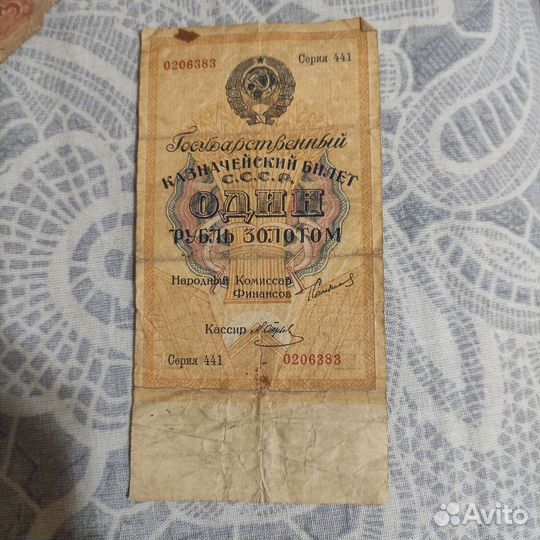 0206383 Серия 441
Государственный
КАЗНАЧЕЙСКИЙ БИЛЕТ
С.С.С.Р.
ОДИН
РУБЛЬ ЗОЛОТОМ
Народный Комиссар
Финансов
Кассир
Серия 441 0206383
Avito